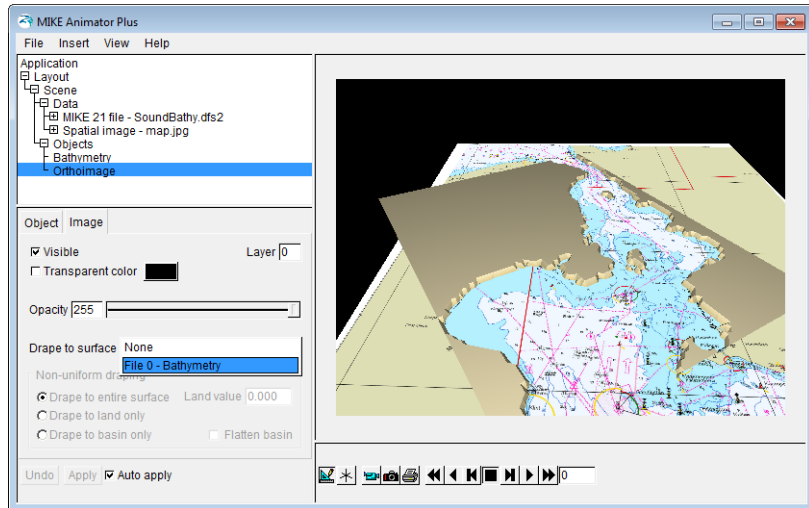 MIKE Animator Plus
File Insert View Help
Application
Layout
Scene
Data
MIKE 21 file - SoundBathy.dfs2
Spatial image - map.jpg
Objects
Bathymetry
Orthoimage
Object Image
Visible Layer 0
Transparent color
Opacity 255
Drape to surface None
File 0 - Bathymetry
Non-uniform draping
Drape to entire surface Land value 0.000
Drape to land only
Drape to basin only Flatten basin
Undo Apply Auto apply
0